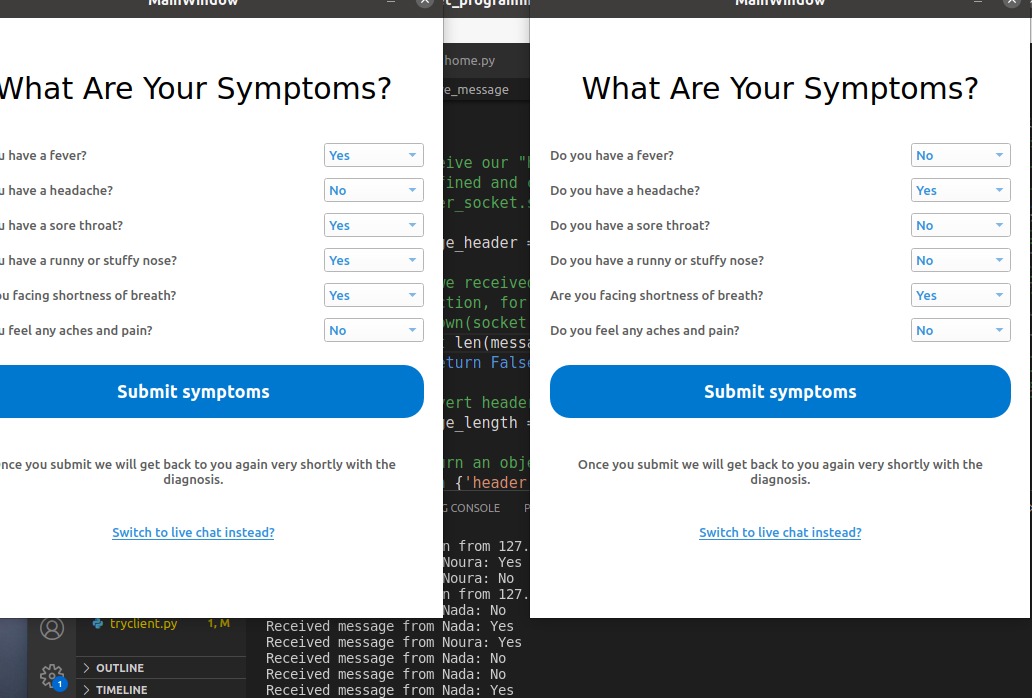 MainWindow
What Are Your Symptoms?
u have a fever? Yes
u have a headache? No
u have a sore throat? Yes
u have a runny or stuffy nose? Yes
u facing shortness of breath? Yes
u feel any aches and pain? No
Submit symptoms
nce you submit we will get back to you again very shortly with the
diagnosis.
Switch to live chat instead?
t_programm
home.py
e_message
eive our "
fined and
er_socket.s
ge_header =
we received
ction, for
own(socket
len(messa
eturn False
vert header
ge_length =
urn an obje
{'header'
G CONSOLE P
n from 127.
Noura: Yes
Noura: No
n from 127.
Nada: No
Received message from Nada: Yes
Received message from Noura: Yes
Received message from Nada: No
Received message from Nada: No
Received message from Nada: Yes
tryclient.py 1, M
OUTLINE
TIMELINE
1
MainWindow
What Are Your Symptoms?
Do you have a fever? No
Do you have a headache? Yes
Do you have a sore throat? No
Do you have a runny or stuffy nose? No
Are you facing shortness of breath? Yes
Do you feel any aches and pain? No
Submit symptoms
Once you submit we will get back to you again very shortly with the
diagnosis.
Switch to live chat instead?